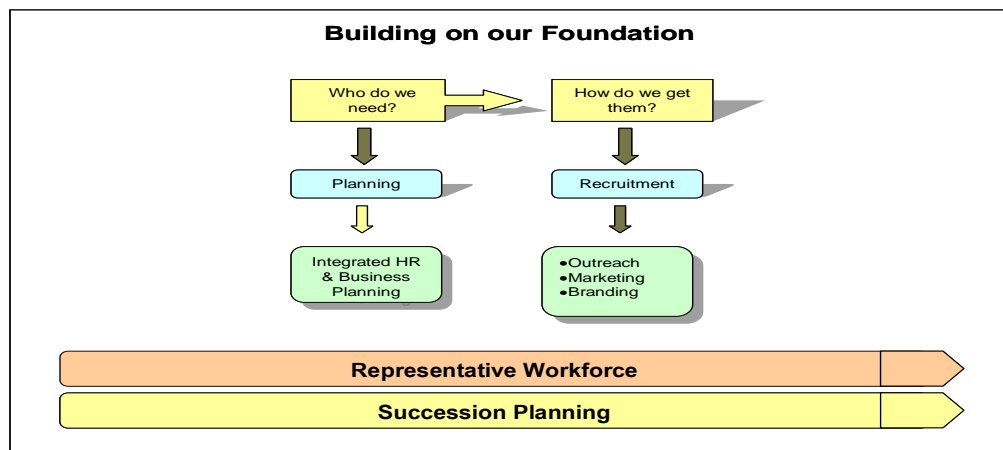 Building on our Foundation
Who do we
need?
How do we get
them?
Planning
Recruitment
Integrated HR
& Business
Planning
•Outreach
•Marketing
•Branding
Representative Workforce
Succession Planning